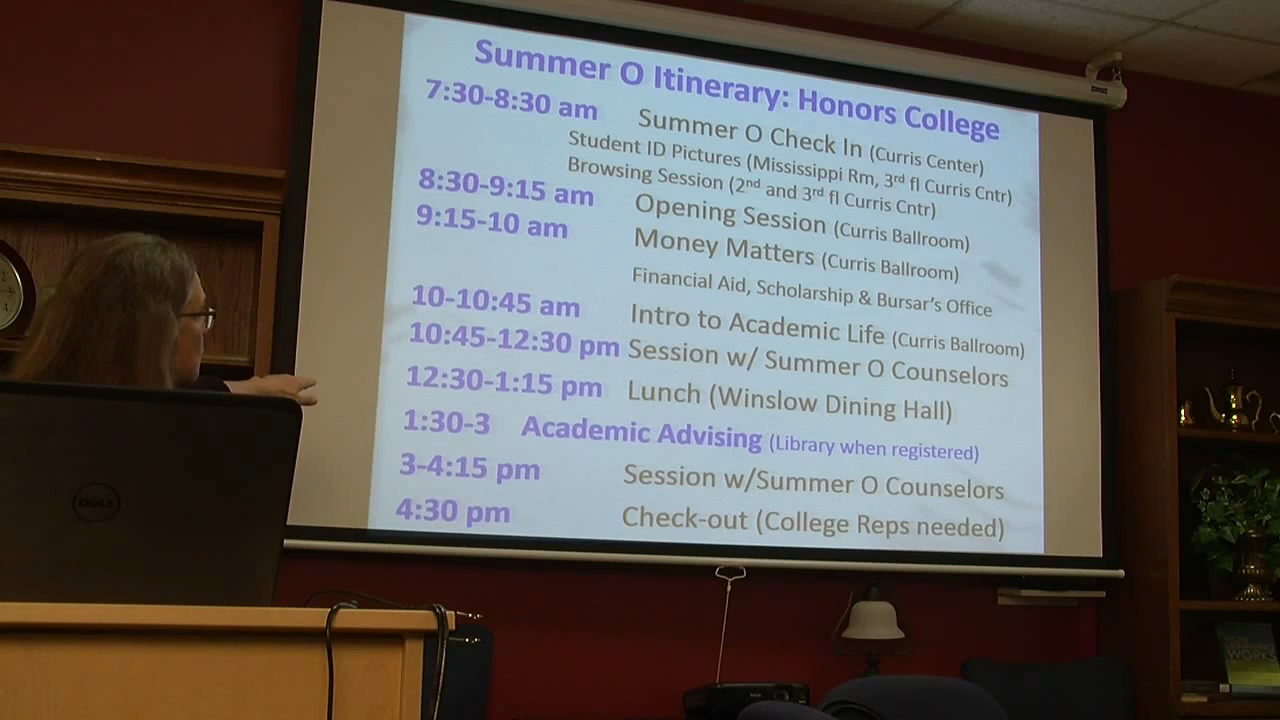 Summer O Itinerary: Honors College
7:30-8:30 am Summer O Check In (Curris Center)
Student ID Pictures (Mississippi Rm, 3rd fl Curris Cntr)
Browsing Session (2nd and 3rd fl Curris Cntr)
8:30-9:15 am Opening Session (Curris Ballroom)
9:15-10 am Money Matters (Curris Ballroom)
Financial Aid, Scholarship & Bursar's Office
10-10:45 am Intro to Academic Life (Curris Ballroom)
10:45-12:30 pm Session w/ Summer O Counselors
12:30-1:15 pm Lunch (Winslow Dining Hall)
1:30-3 Academic Advising (Library when registered)
3-4:15 pm Session w/Summer O Counselors
4:30 pm Check-out (College Reps needed)
DELL
WORKS